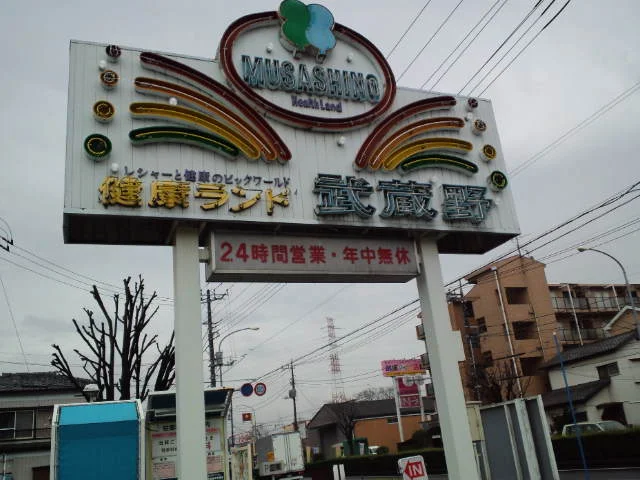 MUSASHINO
Health Land
レジャーと健康のビックワールド
健康ランド 武蔵野
24時間営業・年中無休
IN